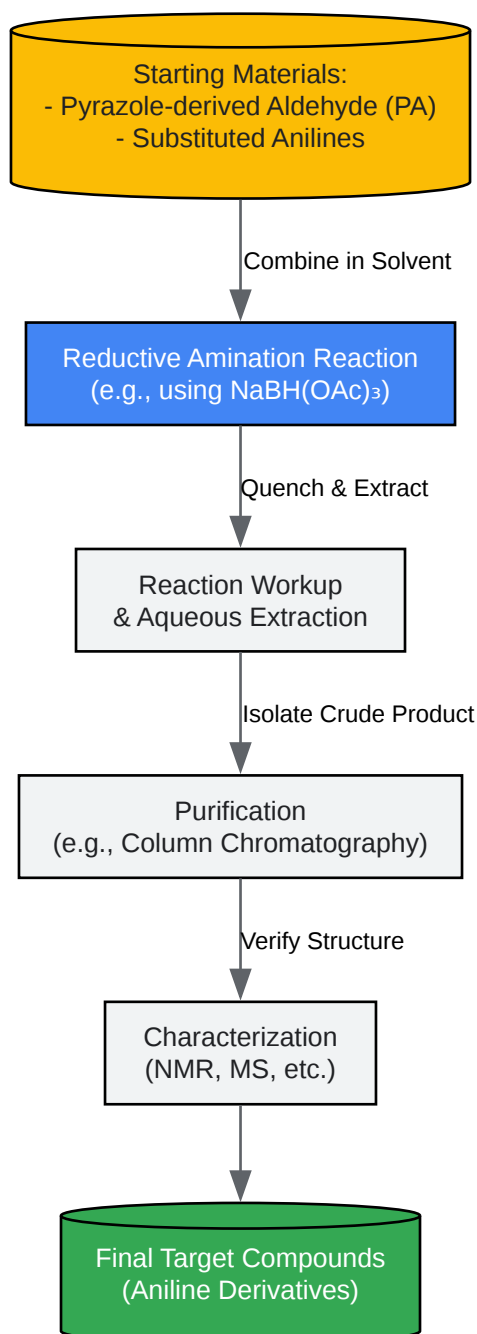 Starting Materials:
- Pyrazole-derived Aldehyde (PA)
- Substituted Anilines
Combine in Solvent
Reductive Amination Reaction
(e.g., using NaBH(OAc)₃)
Quench & Extract
Reaction Workup
& Aqueous Extraction
Isolate Crude Product
Purification
(e.g., Column Chromatography)
Verify Structure
Characterization
(NMR, MS, etc.)
Final Target Compounds
(Aniline Derivatives)